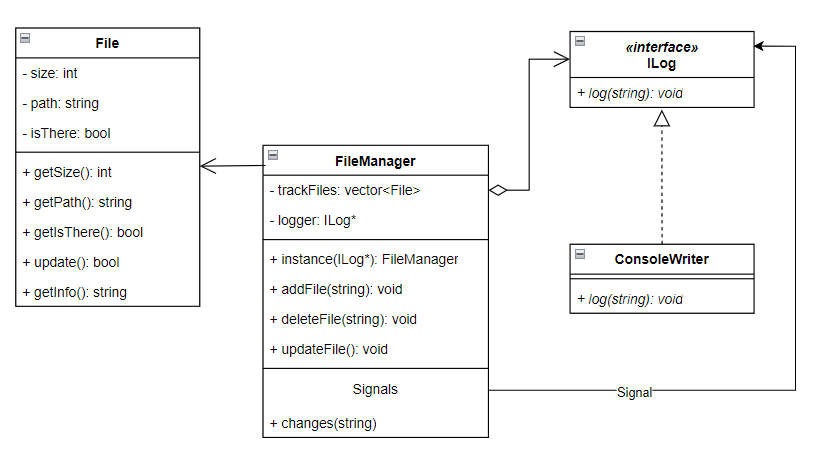 File
- size: int
- path: string
- isThere: bool
+ getSize(): int
+ getPath(): string
+ getIsThere(): bool
+ update(): bool
+ getInfo(): string
FileManager
- trackFiles: vector<File>
- logger: ILog*
+ instance(ILog*): FileManager
+ addFile(string): void
+ deleteFile(string): void
+ updateFile(): void
Signals
+ changes(string)
Signal
«interface»
ILog
+ log(string): void
ConsoleWriter
+ log(string): void